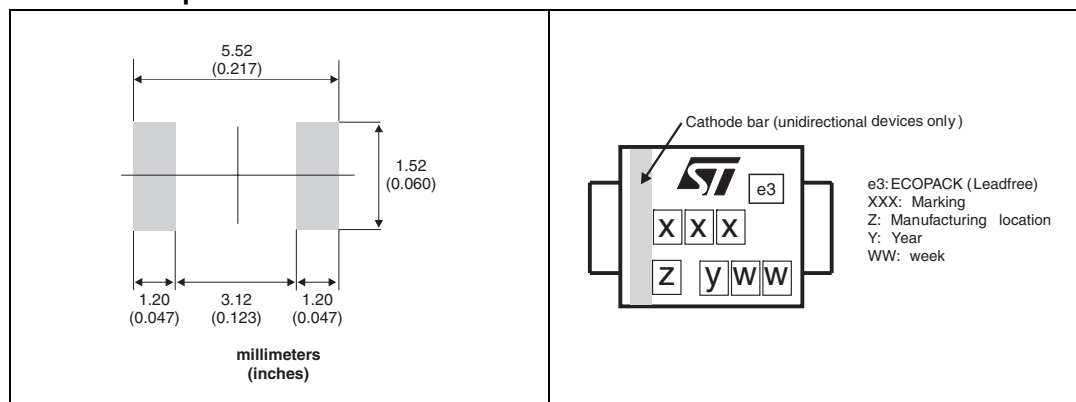 5.52
(0.217)
1.52
(0.060)
1.20
(0.047)
3.12
(0.123)
1.20
(0.047)
millimeters
(inches)
Cathode bar (unidirectional devices only)
ST
e3
x x x
z y w w
e3: ECOPACK (Leadfree)
XXX: Marking
Z: Manufacturing location
Y: Year
WW: week